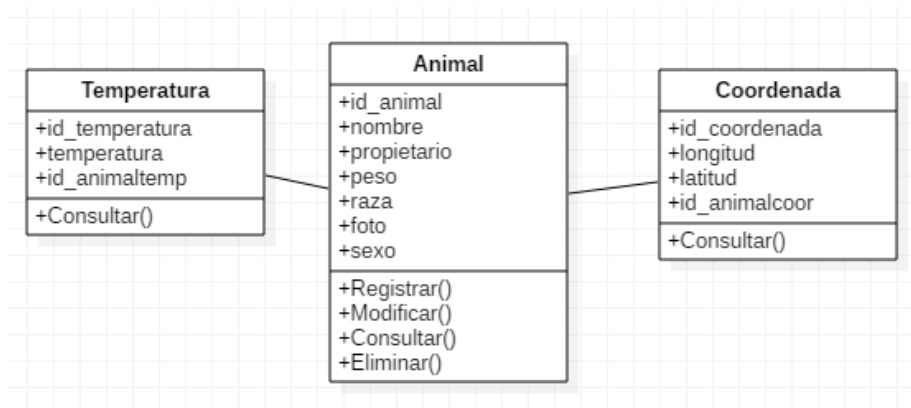 Temperatura
+id_temperatura
+temperatura
+id_animaltemp
+Consultar()
Animal
+id_animal
+nombre
+propietario
+peso
+raza
+foto
+sexo
+Registrar()
+Modificar()
+Consultar()
+Eliminar()
Coordenada
+id_coordenada
+longitud
+latitud
+id_animalcoor
+Consultar()